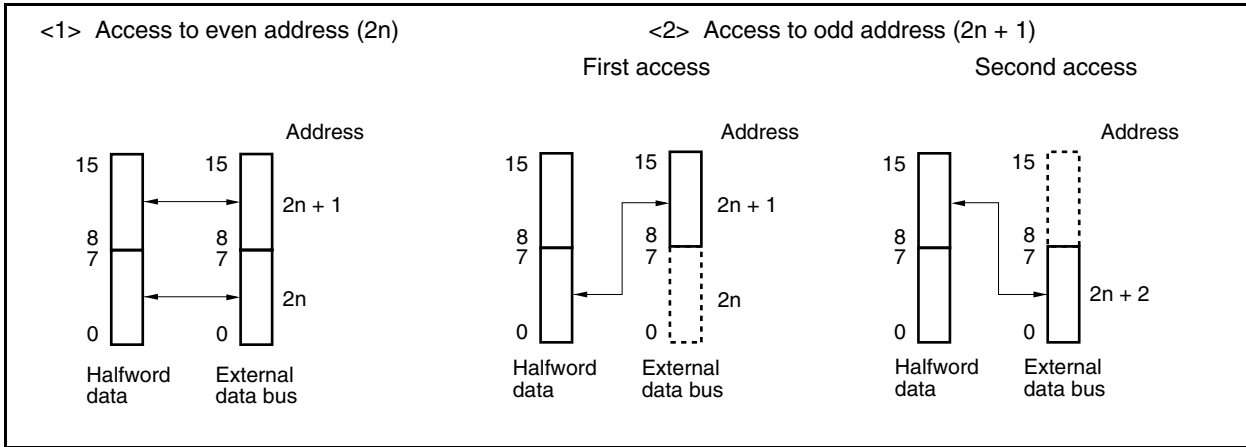 <1> Access to even address (2n)
<2> Access to odd address (2n + 1)
First access
Second access
Address
15
15
2n + 1
8
8
7
7
2n
0
0
Halfword
data
External
data bus
Address
15
15
2n + 1
8
8
7
7
2n
0
0
Halfword
data
External
data bus
Address
15
15
8
8
7
7
2n + 2
0
0
Halfword
data
External
data bus